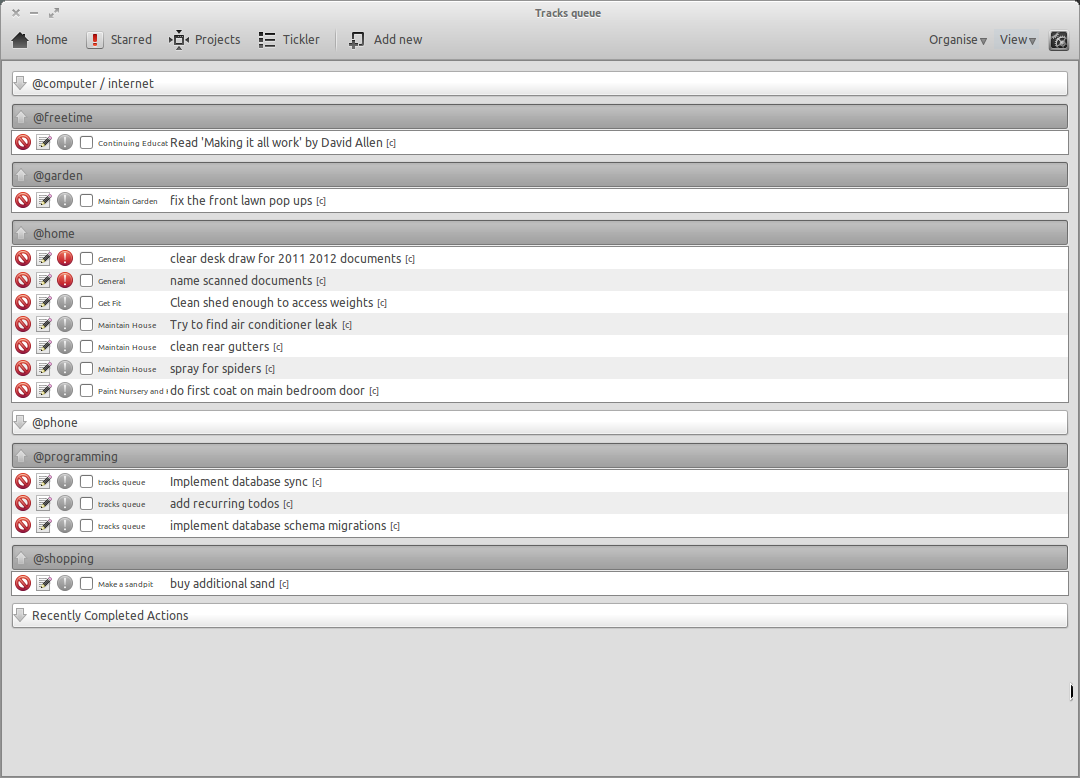 Tracks queue
Home Starred Projects Tickler Add new Organise View
@computer / internet
@freetime
Continuing Educat Read 'Making it all work' by David Allen [c]
@garden
Maintain Garden fix the front lawn pop ups [c]
@home
General clear desk draw for 2011 2012 documents [c]
General name scanned documents [c]
Get Fit Clean shed enough to access weights [c]
Maintain House Try to find air conditioner leak [c]
Maintain House clean rear gutters [c]
Maintain House spray for spiders [c]
Paint Nursery and do first coat on main bedroom door [c]
@phone
@programming
tracks queue Implement database sync [c]
tracks queue add recurring todos [c]
tracks queue implement database schema migrations [c]
@shopping
Make a sandpit buy additional sand [c]
Recently Completed Actions